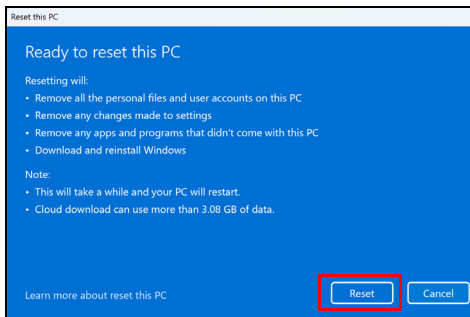 Reset this PC
Ready to reset this PC
Resetting will:
• Remove all the personal files and user accounts on this PC
• Remove any changes made to settings
• Remove any apps and programs that didn't come with this PC
• Download and reinstall Windows
Note:
• This will take a while and your PC will restart.
• Cloud download can use more than 3.08 GB of data.
Learn more about reset this PC
Reset
Cancel